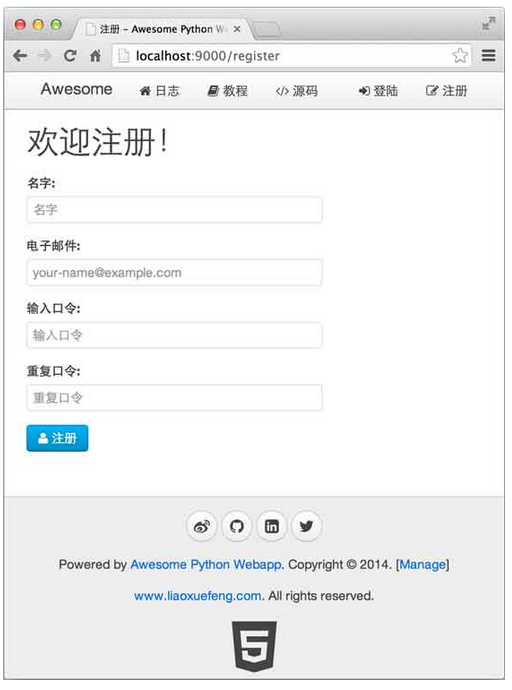 注册 - Awesome Python We
localhost:9000/register
Awesome 日志 教程 </> 源码 登陆 注册
欢迎注册!
名字:
名字
电子邮件:
your-name@example.com
输入口令:
输入口令
重复口令:
重复口令
注册
Powered by Awesome Python Webapp. Copyright © 2014. [Manage]
www.liaoxuefeng.com. All rights reserved.
5